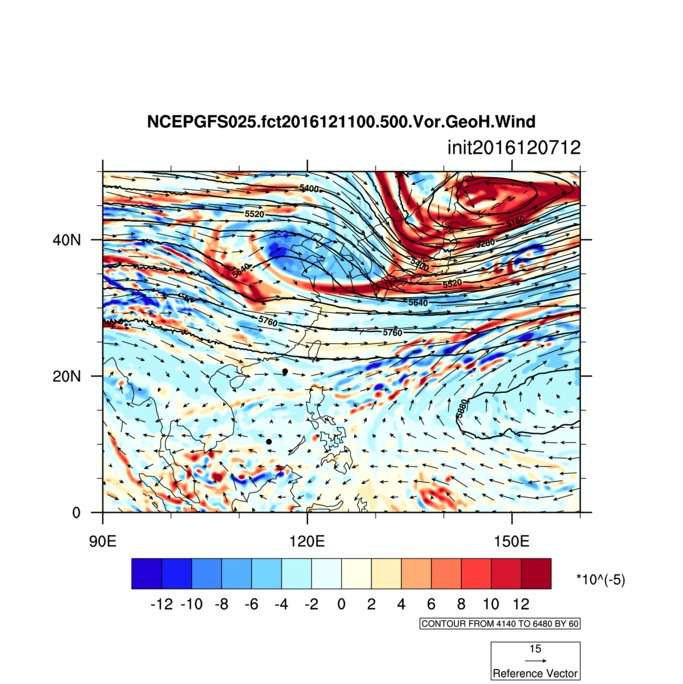 NCEPGFS025.fct2016121100.500.Vor.GeoH.Wind
init2016120712
5400
5520
5160
40N
5280
5640
5400
5520
5640
5760
5760
20N
5880
0
90E 120E 150E
-12 -10 -8 -6 -4 -2 0 2 4 6 8 10 12
*10^(-5)
CONTOUR FROM 4140 TO 6480 BY 60
15
Reference Vector